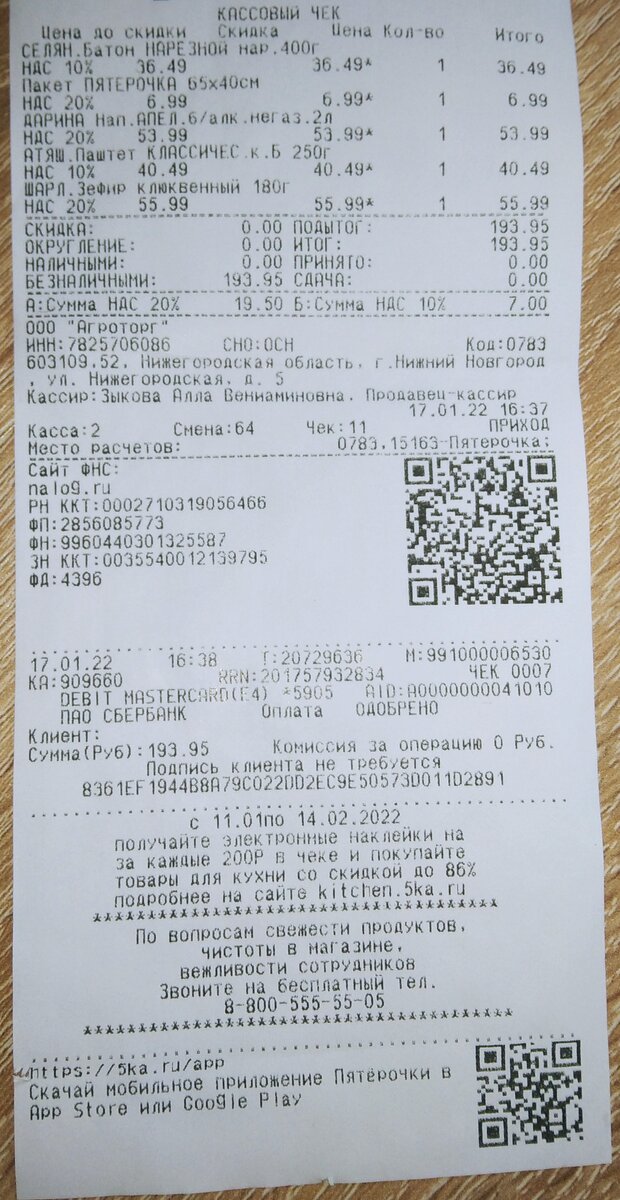 КАССОВЫЙ ЧЕК
Цена до скидки Скидка Цена Кол-во Итого
СЕЛЯН.Батон НАРЕЗНОЙ нар.400г
НДС 10% 36.49 36.49* 1 36.49
Пакет ПЯТЕРОЧКА 65х40см
НДС 20% 6.99 6.99* 1 6.99
ДАРИНА Нап.АПЕЛ.б/алк.негаз.2л
НДС 20% 53.99 53.99* 1 53.99
АТЯШ.Паштет КЛАССИЧЕС.к.Б 250г
НДС 10% 40.49 40.49* 1 40.49
ШАРЛ.Зефир клюквенный 180г
НДС 20% 55.99 55.99* 1 55.99
СКИДКА: 0.00 ПОДЫТОГ: 193.95
ОКРУГЛЕНИЕ: 0.00 ИТОГ: 193.95
НАЛИЧНЫМИ: 0.00 ПРИНЯТО: 0.00
БЕЗНАЛИЧНЫМИ: 193.95 СДАЧА: 0.00
А:Сумма НДС 20% 19.50 Б:Сумма НДС 10% 7.00
ООО "Агроторг"
ИНН:7825706086 СНО:ОСН Код:0783
603109,52, Нижегородская область, г.Нижний Новгород
, ул. Нижегородская, д. 5
Кассир:Зыкова Алла Вениаминовна, Продавец-кассир
17.01.22 16:37
Касса:2 Смена:64 Чек:11 ПРИХОД
Место расчетов: 0783,15163-Пятерочка;
Сайт ФНС:
nalog.ru
РН ККТ:0002710319056466
ФП:2856085773
ФН:9960440301325587
ЗН ККТ:0035540012139795
ФД:4396
17.01.22 16:38 Т:20729636 М:991000006530
КА:909660 RRN:201757932834 ЧЕК 0007
DEBIT MASTERCARD(E4) *5905 AID:A0000000041010
ПАО СБЕРБАНК Оплата ОДОБРЕНО
Клиент:
Сумма(Руб):193.95 Комиссия за операцию 0 Руб.
Подпись клиента не требуется
8361EF1944B8A79C022DD2EC9E50573D011D2891
с 11.01по 14.02.2022
получайте электронные наклейки на
за каждые 200Р в чеке и покупайте
товары для кухни со скидкой до 86%
подробнее на сайте kitchen.5ka.ru
***********************************
По вопросам свежести продуктов,
чистоты в магазине,
вежливости сотрудников
Звоните на бесплатный тел.
8-800-555-55-05
***********************************
https://5ka.ru/app
Скачай мобильное приложение Пятёрочки в
App Store или Google Play